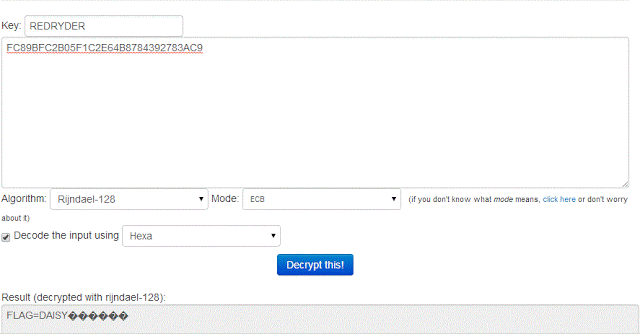 Key: REDRYDER
FC89BFC2B05F1C2E64B8784392783AC9
Algorithm: Rijndael-128 Mode: ECB (if you don't know what mode means, click here or don't worry
about it)
Decode the input using Hexa
Decrypt this!
Result (decrypted with rijndael-128):
FLAG=DAISY������